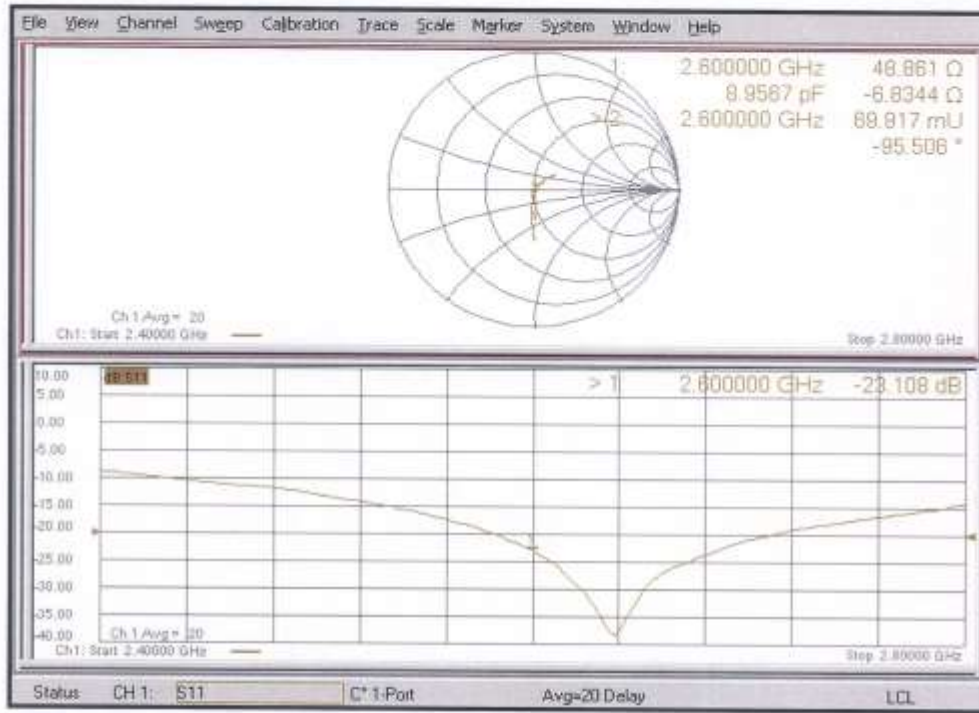 File View Channel Sweep Calibration Trace Scale Marker System Window Help
2.600000 GHz 48.861 Ω
8.9567 pF -6.8344 Ω
> 2 2.600000 GHz 69.917 mU
-95.506 °
Ch 1 Avg = 20
Ch1: Start 2.40000 GHz Stop 2.80000 GHz
10.00 dB S11 > 1 2.600000 GHz -23.108 dB
5.00
0.00
-5.00
-10.00
-15.00
-20.00
-25.00
-30.00
-35.00
-40.00 Ch 1 Avg = 20
Ch1: Start 2.40000 GHz Stop 2.80000 GHz
Status CH 1: S11 C* 1-Port Avg=20 Delay LCL